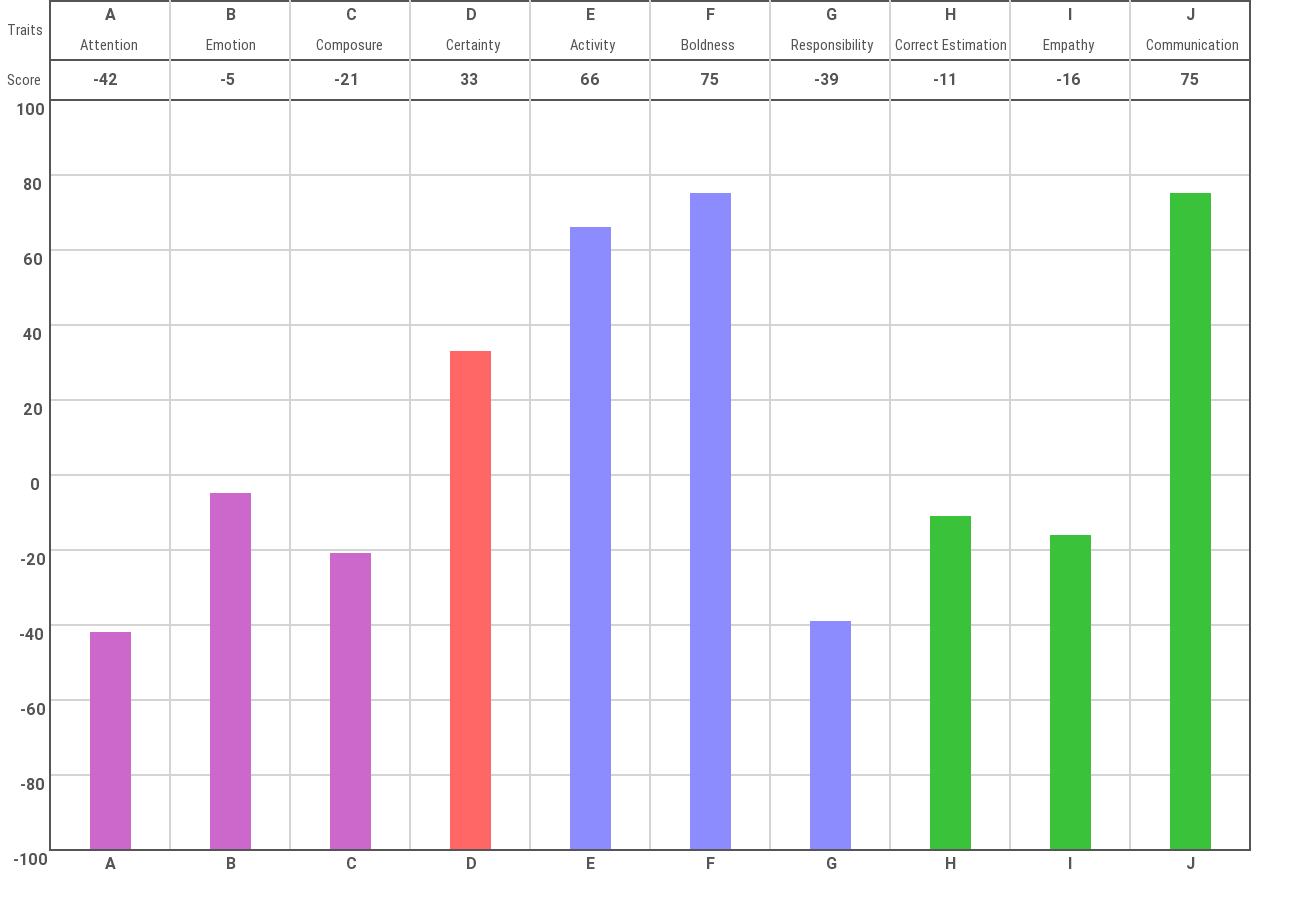 A B C D E F G H I J
Traits
Attention Emotion Composure Certainty Activity Boldness Responsibility Correct Estimation Empathy Communication
Score -42 -5 -21 33 66 75 -39 -11 -16 75
100
80
60
40
20
0
-20
-40
-60
-80
-100
A B C D E F G H I J